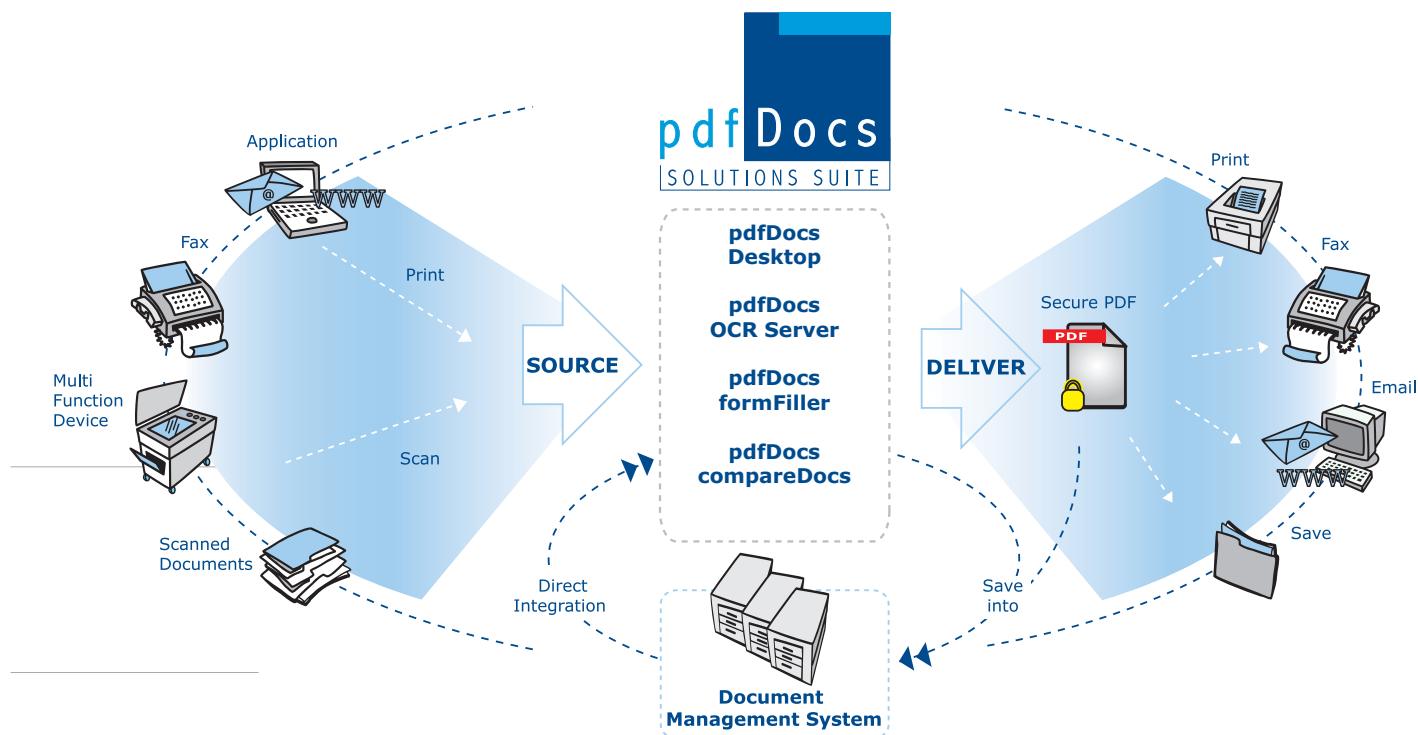 pdfDocs
SOLUTIONS SUITE
Application
@
WWW
Fax
Print
Multi
Function
Device
Scan
Scanned
Documents
SOURCE
pdfDocs
Desktop
pdfDocs
OCR Server
pdfDocs
formFiller
pdfDocs
compareDocs
Direct
Integration
Document
Management System
Save
into
DELIVER
Secure PDF
PDF
Print
Fax
Email
@
WWW
Save